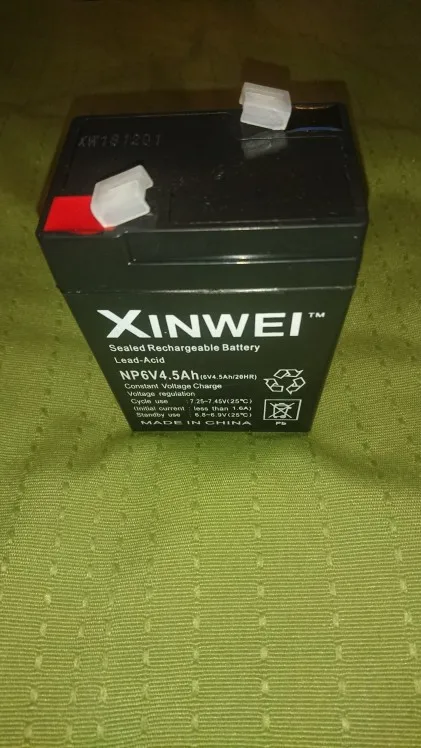 XW181201
XINWEI™
Sealed Rechargeable Battery
Lead-Acid
NP6V4.5Ah(6V4.5Ah/20HR)
Constant Voltage Charge
Voltage regulation
Cycle use : 7.25-7.45V(25℃)
(Initial current : less than 1.6A)
Standby use : 6.8-6.9V(25℃)
MADE IN CHINA
Pb